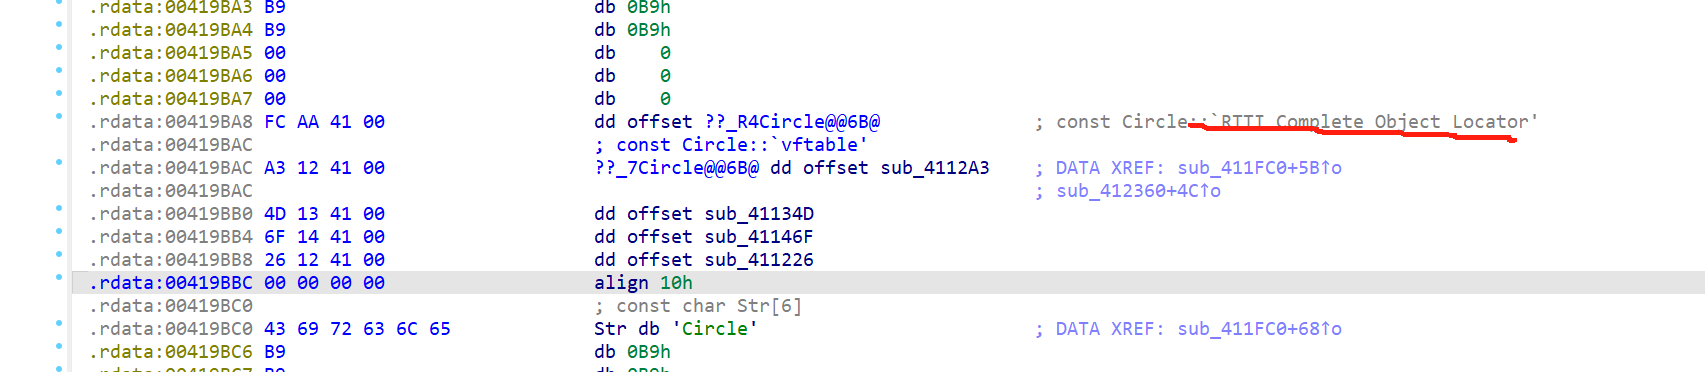 .rdata:00419BA3 B9 db 0B9h
.rdata:00419BA4 B9 db 0B9h
.rdata:00419BA5 00 db 0
.rdata:00419BA6 00 db 0
.rdata:00419BA7 00 db 0
.rdata:00419BA8 FC AA 41 00 dd offset ??_R4Circle@@6B@ ; const Circle::`RTTI Complete Object Locator'
.rdata:00419BAC ; const Circle::`vftable'
.rdata:00419BAC A3 12 41 00 ??_7Circle@@6B@ dd offset sub_4112A3 ; DATA XREF: sub_411FC0+5B↑o
.rdata:00419BAC ; sub_412360+4C↑o
.rdata:00419BB0 4D 13 41 00 dd offset sub_41134D
.rdata:00419BB4 6F 14 41 00 dd offset sub_41146F
.rdata:00419BB8 26 12 41 00 dd offset sub_411226
.rdata:00419BBC 00 00 00 00 align 10h
.rdata:00419BC0 ; const char Str[6]
.rdata:00419BC0 43 69 72 63 6C 65 Str db 'Circle' ; DATA XREF: sub_411FC0+68↑o
.rdata:00419BC6 B9 db 0B9h
.rdata:00419BC7 B9 db 0B9h